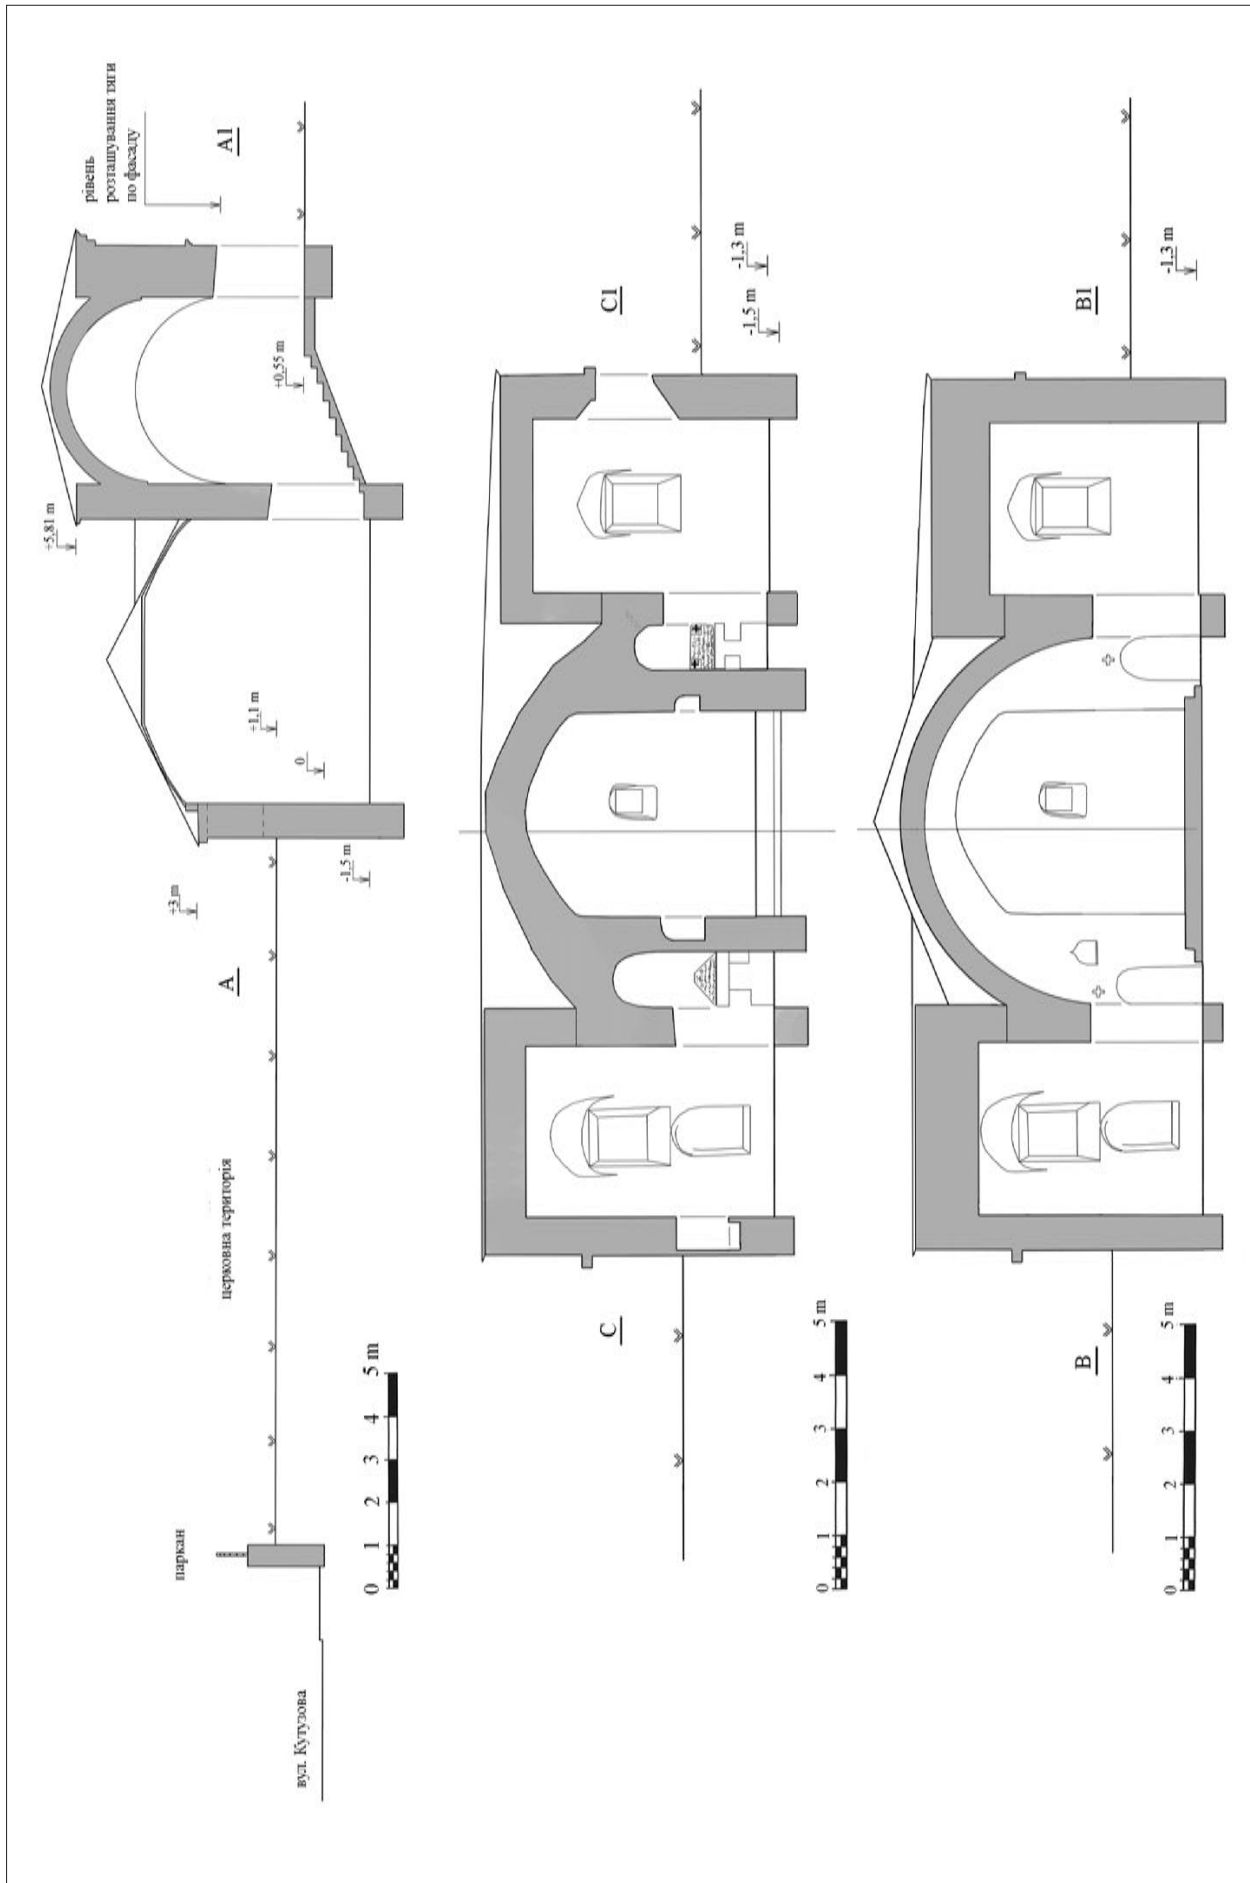 рівень
розташування тяги
по фасаду
A1
+5,81 m
+0,55 m
+1,1 m
0
+3 m
-1,5 m
A
церковна територія
паркан
вул. Кутузова
0 1 2 3 4 5 m
C1
-1,3 m
-1,5 m
C
0 1 2 3 4 5 m
B1
-1,3 m
B
0 1 2 3 4 5 m